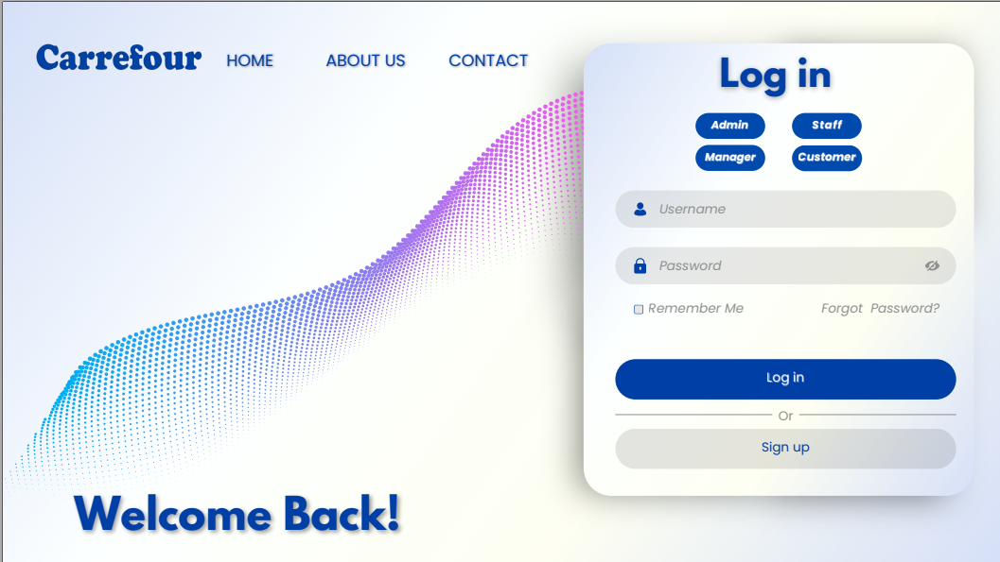 Carrefour HOME ABOUT US CONTACT
Log in
Admin Staff
Manager Customer
Username
Password
Remember Me Forgot Password?
Log in
Or
Sign up
Welcome Back!